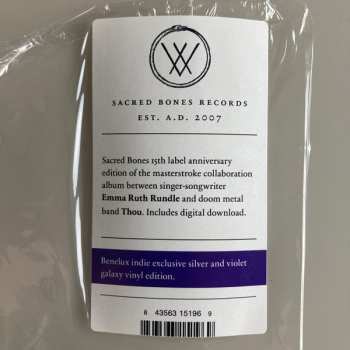 SACRED BONES RECORDS
EST. A.D. 2007
Sacred Bones 15th label anniversary
edition of the masterstroke collaboration
album between singer-songwriter
Emma Ruth Rundle and doom metal
band Thou. Includes digital download.
Benelux indie exclusive silver and violet
galaxy vinyl edition.
8 43563 15196 9